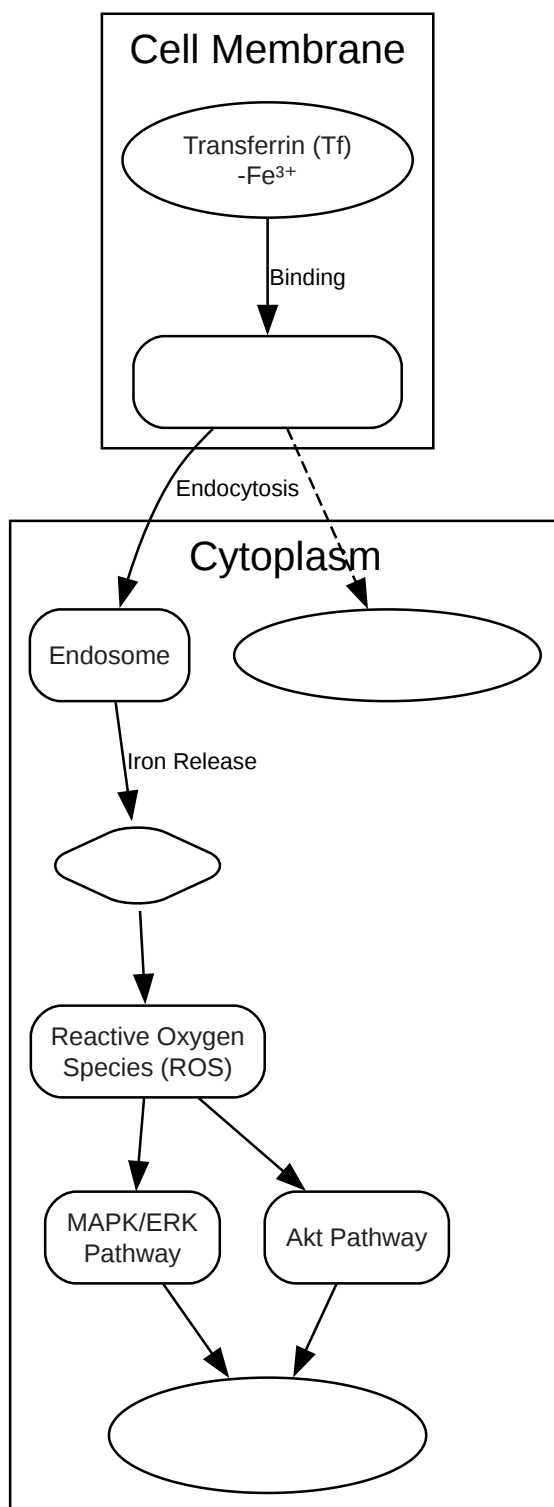 Cell Membrane
Transferrin (Tf)
-Fe³⁺
Binding
Endocytosis
Cytoplasm
Endosome
Iron Release
Reactive Oxygen
Species (ROS)
MAPK/ERK
Pathway
Akt Pathway